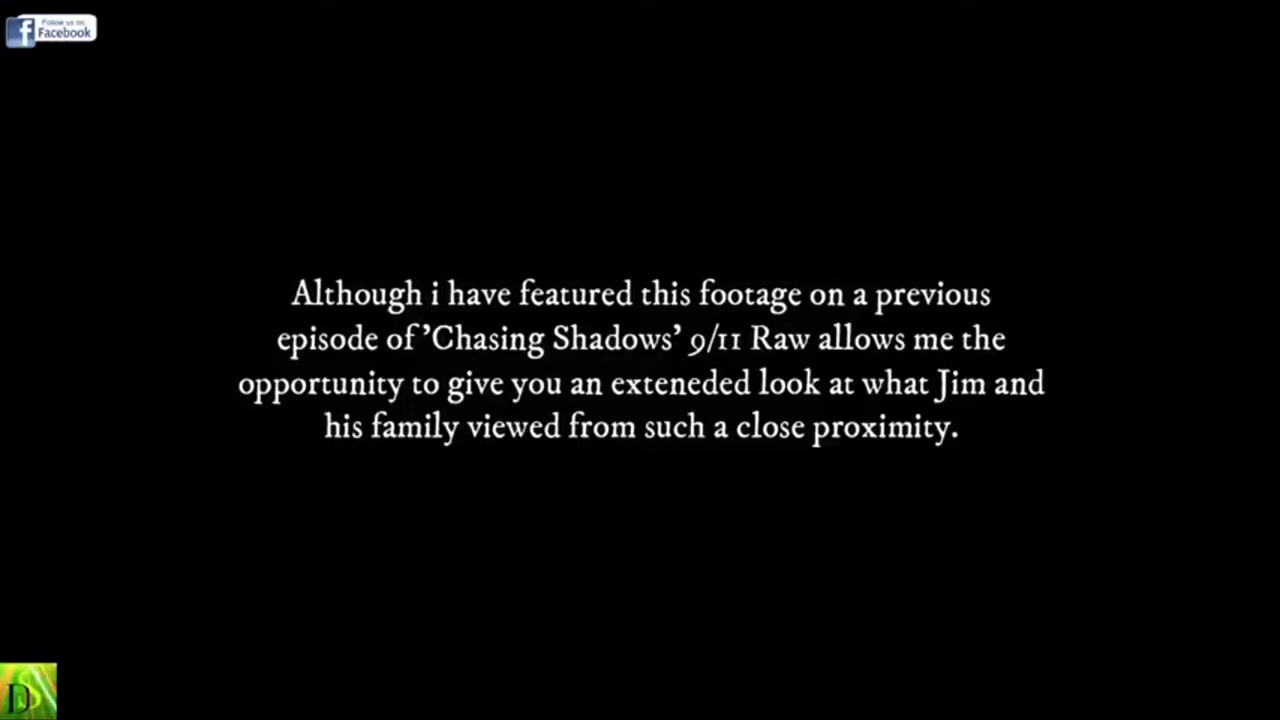 Follow us on
Facebook
Although i have featured this footage on a previous
episode of 'Chasing Shadows' 9/11 Raw allows me the
opportunity to give you an exteneded look at what Jim and
his family viewed from such a close proximity.